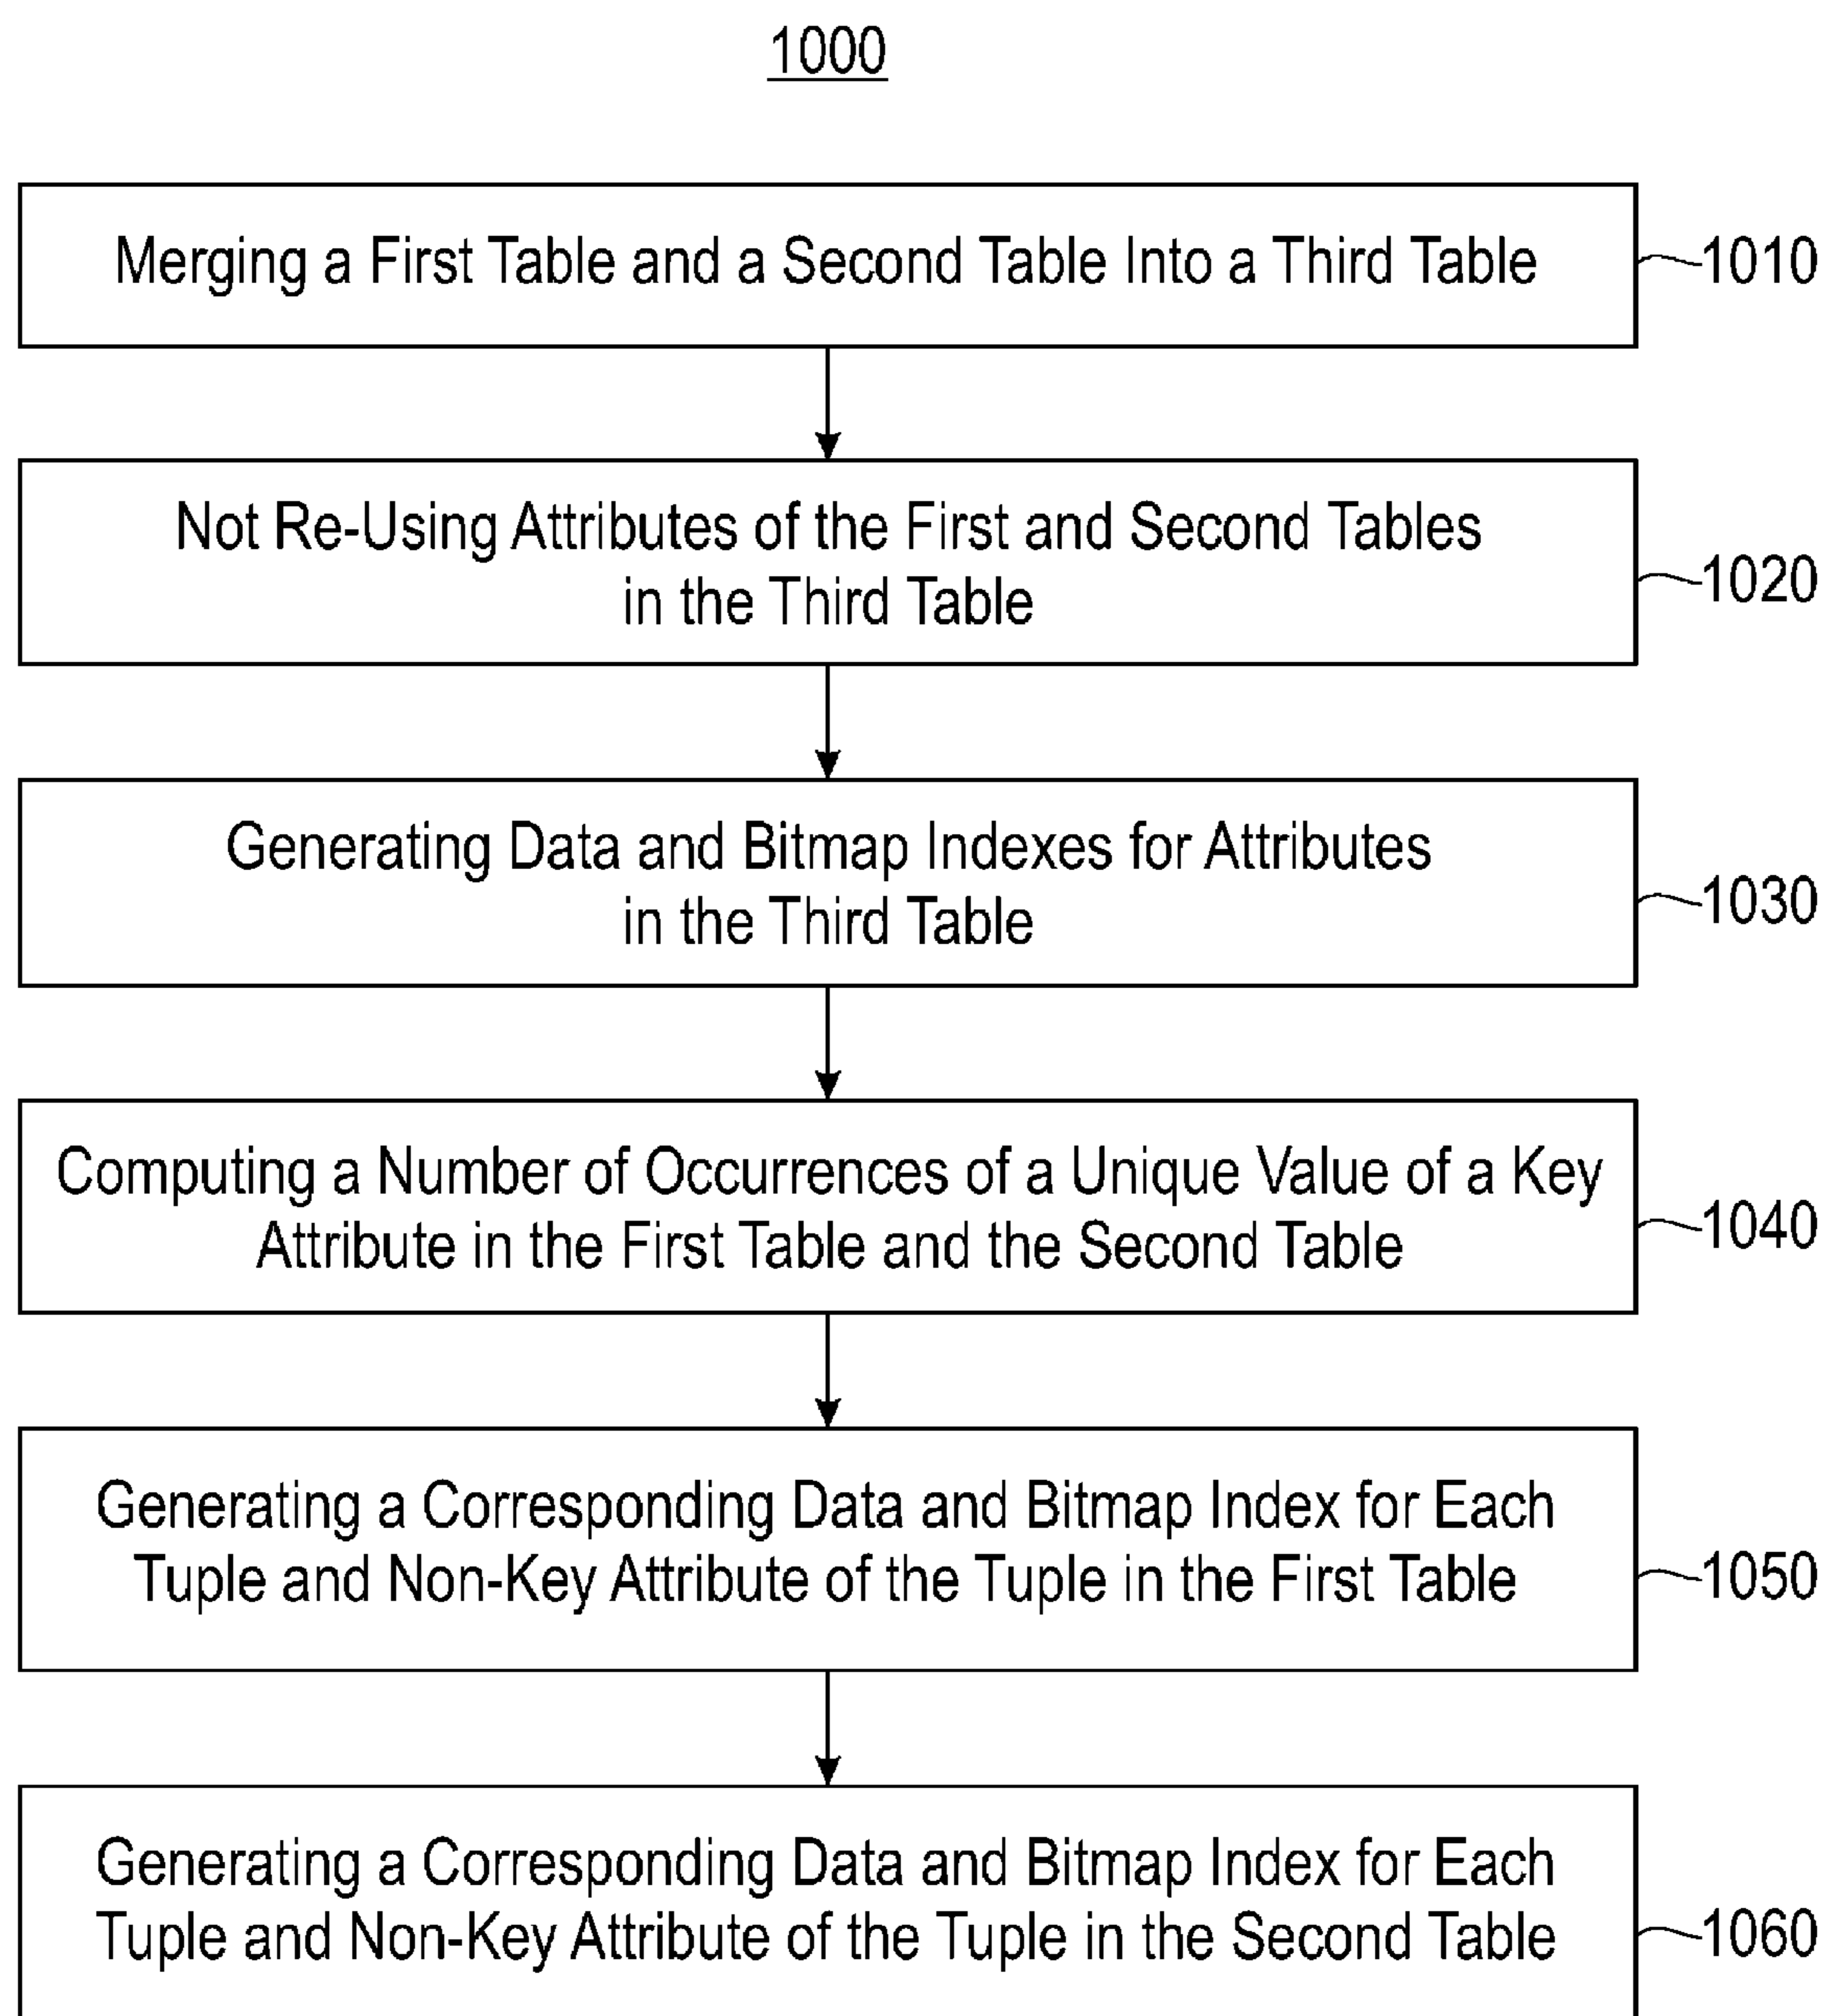 1000
Merging a First Table and a Second Table Into a Third Table
1010
Not Re-Using Attributes of the First and Second Tables
in the Third Table
1020
Generating Data and Bitmap Indexes for Attributes
in the Third Table
1030
Computing a Number of Occurrences of a Unique Value of a Key
Attribute in the First Table and the Second Table
1040
Generating a Corresponding Data and Bitmap Index for Each
Tuple and Non-Key Attribute of the Tuple in the First Table
1050
Generating a Corresponding Data and Bitmap Index for Each
Tuple and Non-Key Attribute of the Tuple in the Second Table
1060